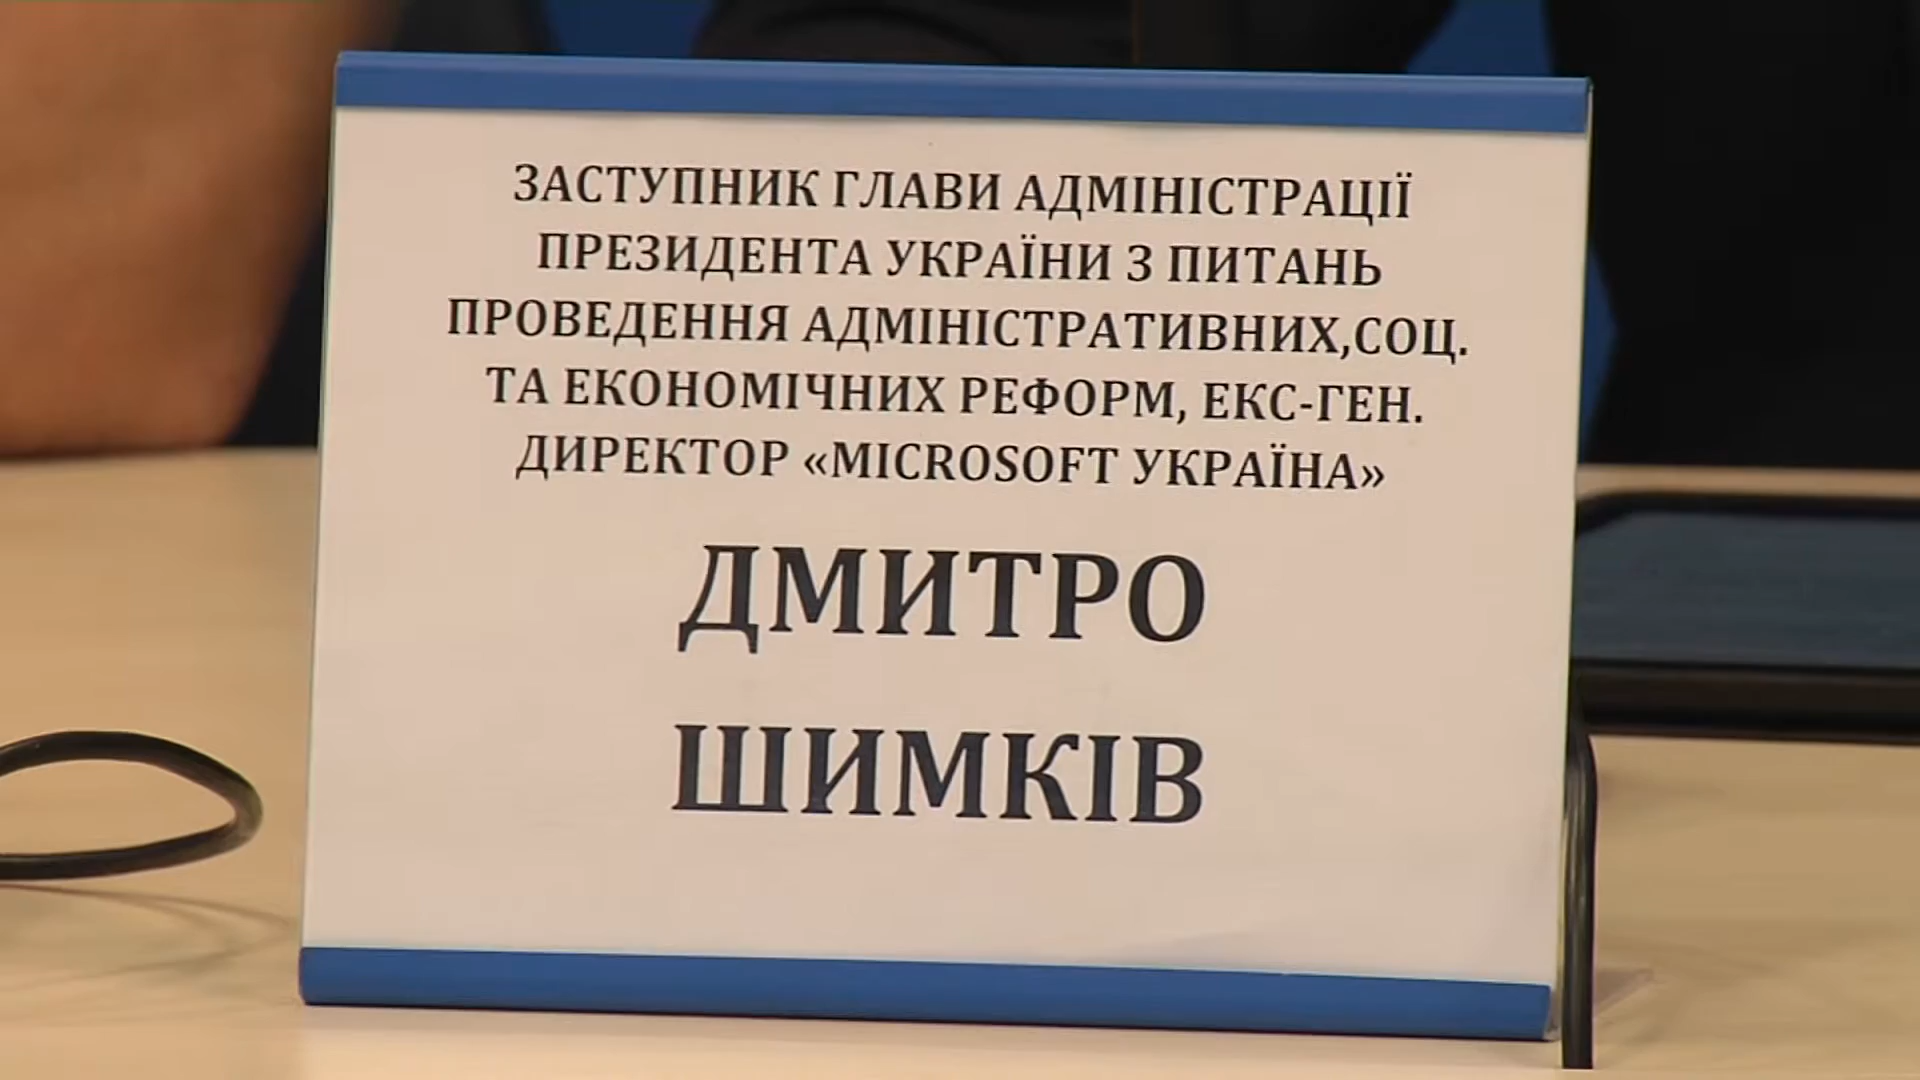 ЗАСТУПНИК ГЛАВИ АДМІНІСТРАЦІЇ
ПРЕЗИДЕНТА УКРАЇНИ З ПИТАНЬ
ПРОВЕДЕННЯ АДМІНІСТРАТИВНИХ,СОЦ.
ТА ЕКОНОМІЧНИХ РЕФОРМ, ЕКС-ГЕН.
ДИРЕКТОР «MICROSOFT УКРАЇНА»
ДМИТРО
ШИМКІВ